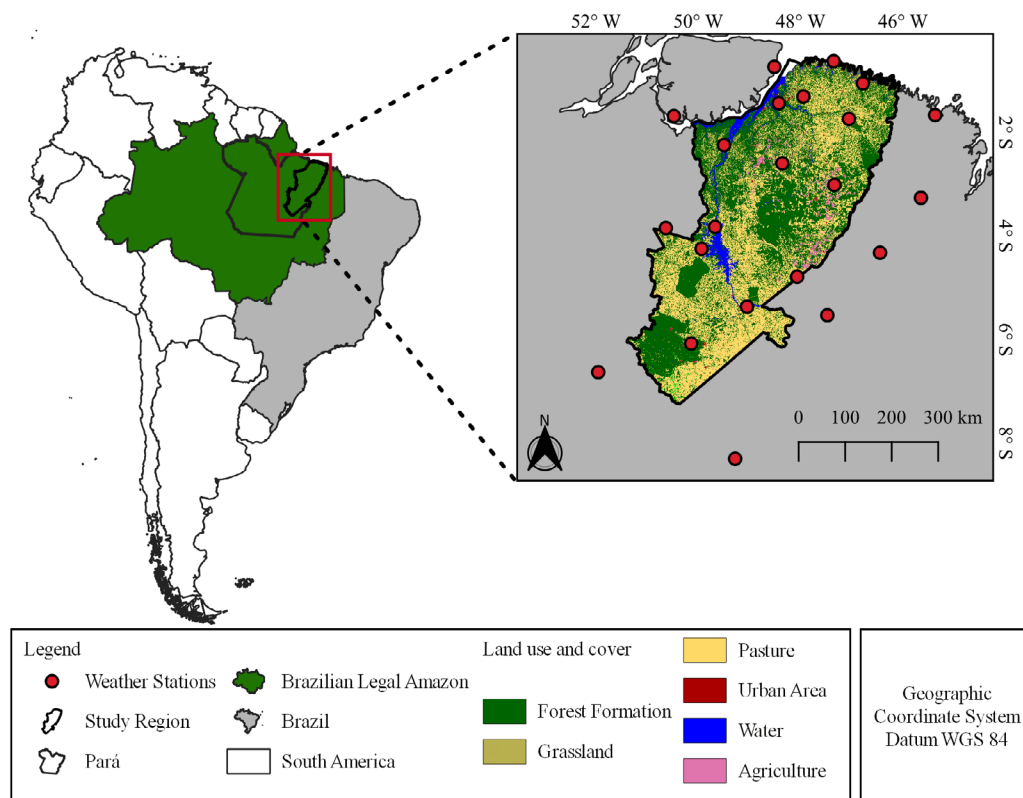 52° W 50° W 48° W 46° W
2° S
4° S
6° S
8° S
0 100 200 300 km
N
Legend
Weather Stations
Study Region
Pará
Brazilian Legal Amazon
Brazil
South America
Land use and cover
Forest Formation
Grassland
Pasture
Urban Area
Water
Agriculture
Geographic
Coordinate System
Datum WGS 84